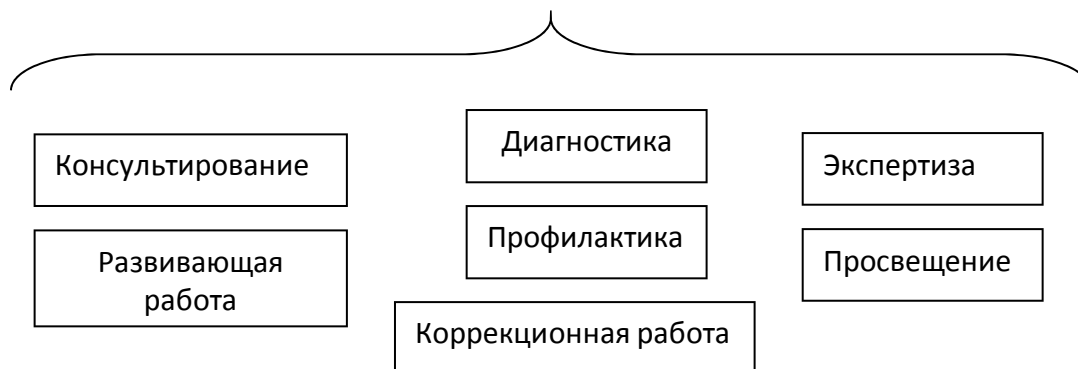 Консультирование
Диагностика
Экспертиза
Развивающая
работа
Профилактика
Просвещение
Коррекционная работа